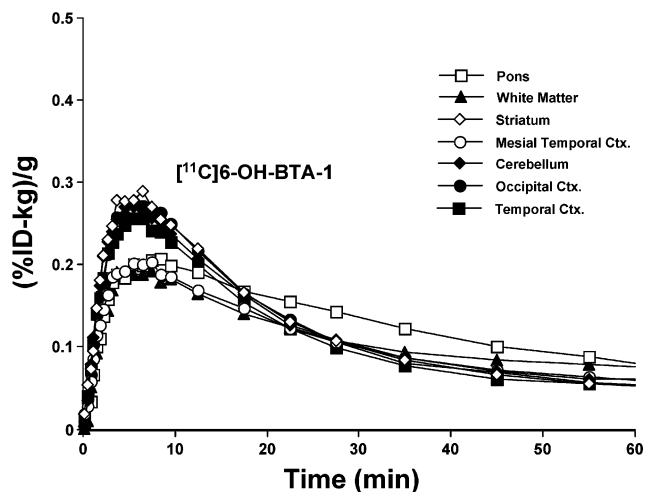 0.5
0.4
0.3
0.2
0.1
0
(%ID-kg)/g
[¹¹C]6-OH-BTA-1
Pons
White Matter
Striatum
Mesial Temporal Ctx.
Cerebellum
Occipital Ctx.
Temporal Ctx.
0 10 20 30 40 50 60
Time (min)